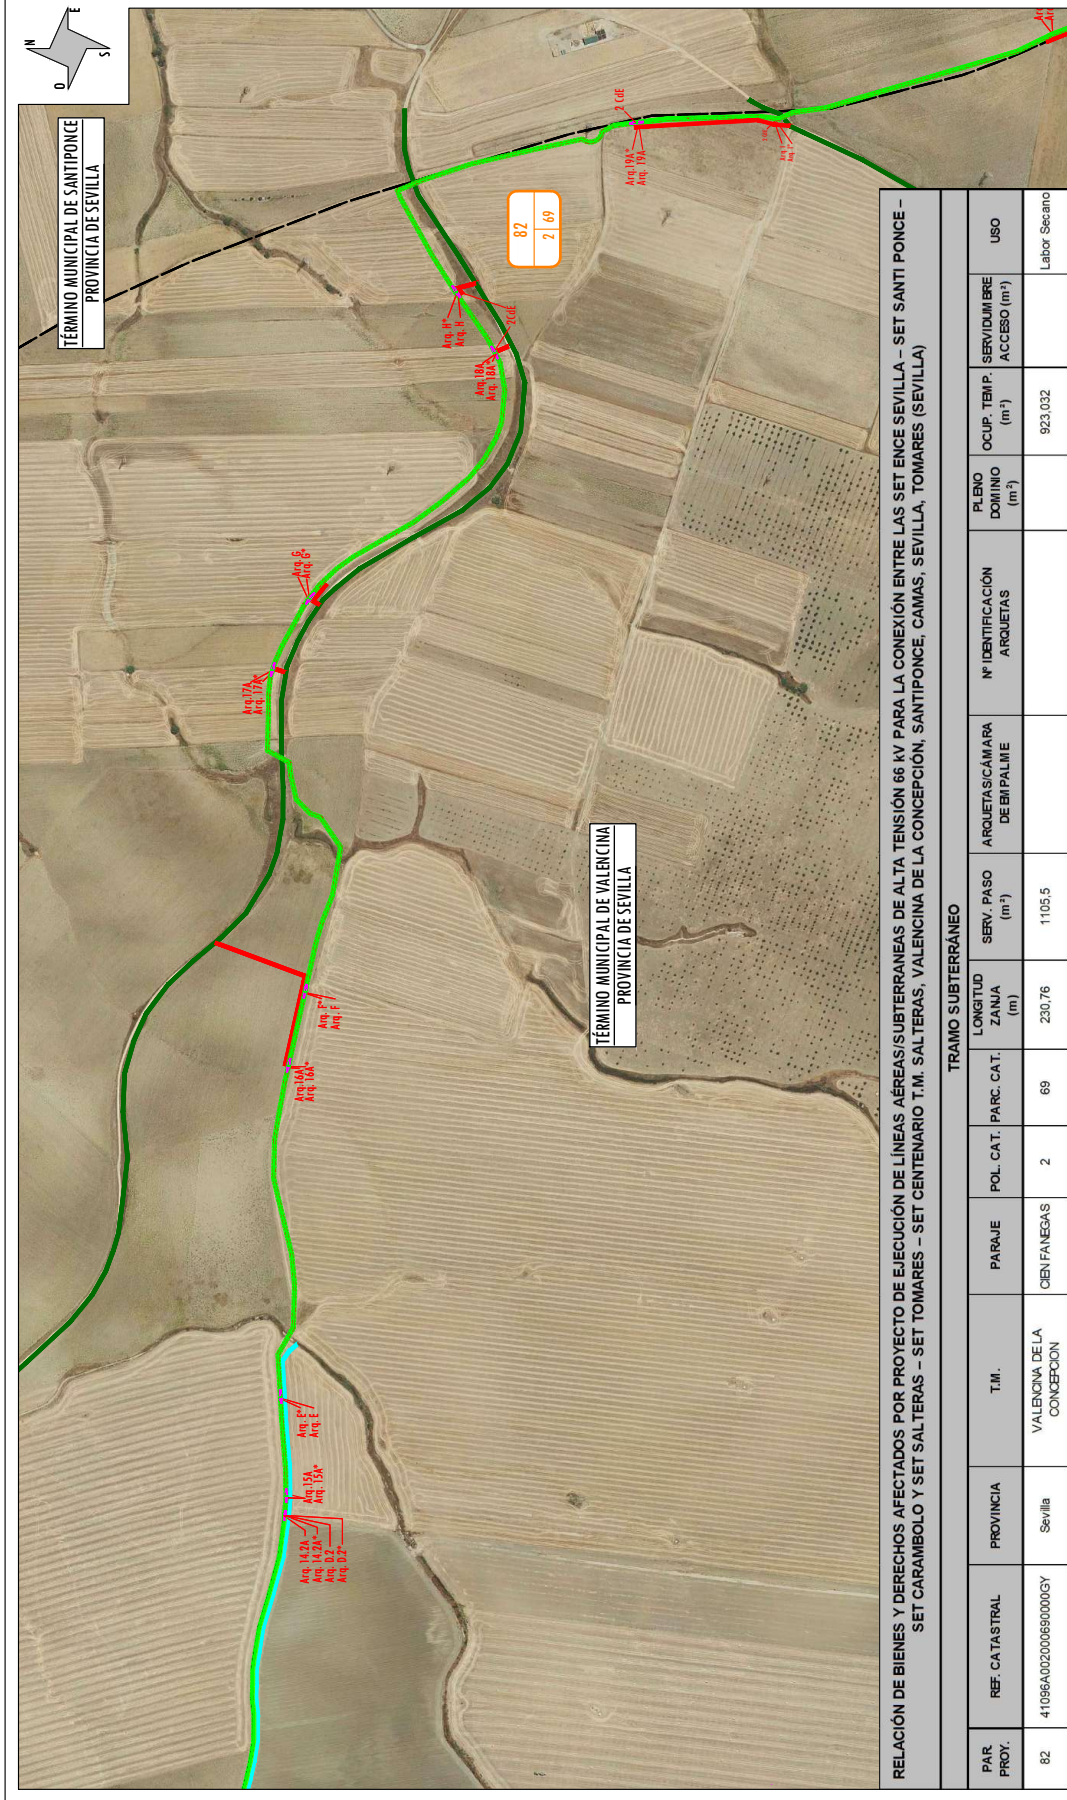 N
E
S
O
TÉRMINO MUNICIPAL DE SANTIPONCE
PROVINCIA DE SEVILLA
TÉRMINO MUNICIPAL DE VALENCINA
PROVINCIA DE SEVILLA
82
2 69
Arq. 14.2A
Arq. 14.2A*
Arq. D.2
Arq. D.2*
Arq.15A
Arq. 15A*
Arq. E*
Arq. E
Arq.16A
Arq. 16A*
Arq. F*
Arq. F
Arq.17A
Arq. 17A*
Arq. G
Arq. G*
Arq.18A
Arq. 18A*
2CdE
Arq. H*
Arq. H
Arq.19A*
Arq. 19A
2 CdE
RELACIÓN DE BIENES Y DERECHOS AFECTADOS POR PROYECTO DE EJECUCIÓN DE LÍNEAS AÉREAS/SUBTERRANEAS DE ALTA TENSIÓN 66 kV PARA LA CONEXIÓN ENTRE LAS SET ENCE SEVILLA – SET SANTI PONCE –
SET CARAMBOLO Y SET SALTERAS – SET TOMARES – SET CENTENARIO T.M. SALTERAS, VALENCINA DE LA CONCEPCIÓN, SANTIPONCE, CAMAS, SEVILLA, TOMARES (SEVILLA)
TRAMO SUBTERRÁNEO
PAR. PROY.
REF. CATASTRAL
PROVINCIA
T.M.
PARAJE
POL. CAT.
PARC. CAT.
LONGITUD ZANJA (m)
SERV. PASO (m²)
ARQUETAS/CÁMARA DE EMPALME
Nº IDENTIFICACIÓN ARQUETAS
PLENO DOMINIO (m²)
OCUP. TEMP. (m²)
SERVIDUMBRE ACCESO (m²)
USO
82
41096A002000690000GY
Sevilla
VALENCINA DE LA CONCEPCION
CIEN FANEGAS
2
69
230,76
1105,5
923,032
Labor Secano